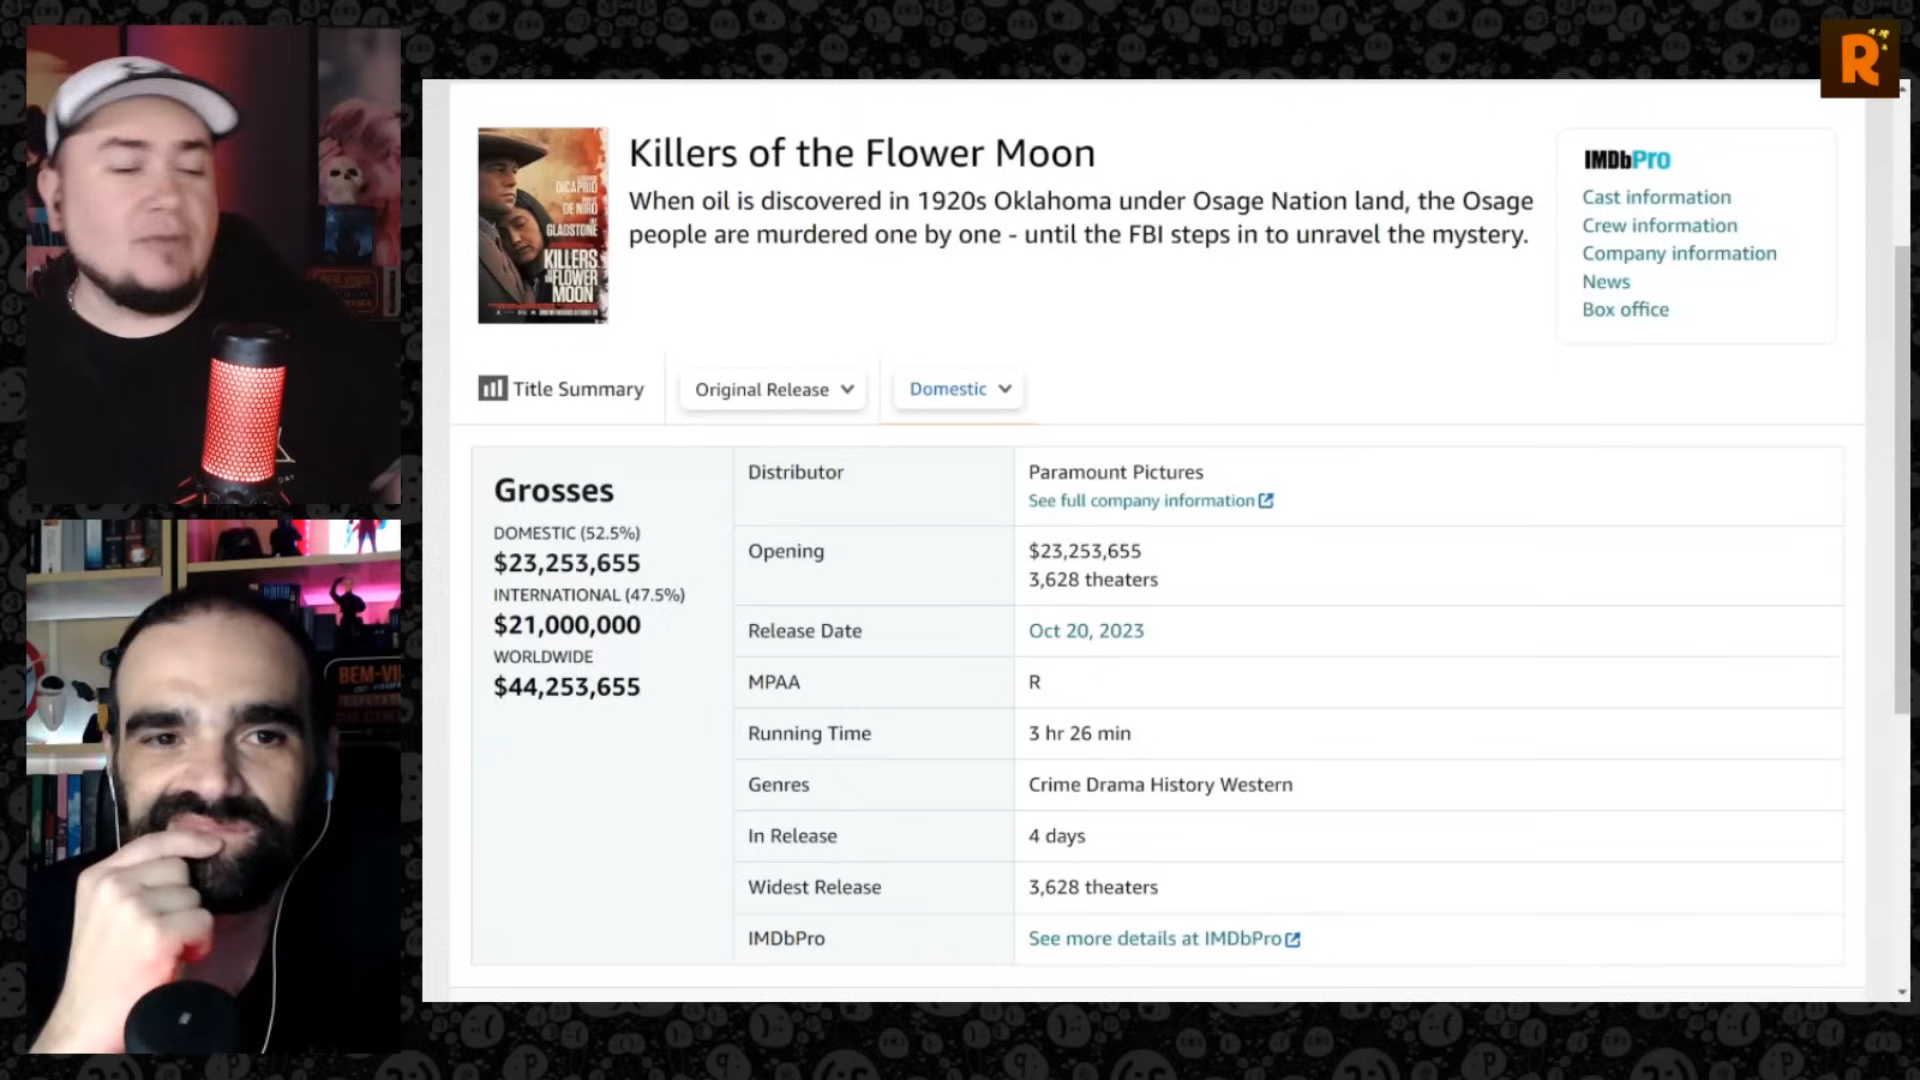 R
Killers of the Flower Moon
When oil is discovered in 1920s Oklahoma under Osage Nation land, the Osage
people are murdered one by one - until the FBI steps in to unravel the mystery.
DICAPRIO
DE NIRO
GLADSTONE
KILLERS
OF THE FLOWER
MOON
IMDbPro
Cast information
Crew information
Company information
News
Box office
Title Summary
Original Release
Domestic
Grosses
DOMESTIC (52.5%)
$23,253,655
INTERNATIONAL (47.5%)
$21,000,000
WORLDWIDE
$44,253,655
Distributor
Paramount Pictures
See full company information
Opening
$23,253,655
3,628 theaters
Release Date
Oct 20, 2023
MPAA
R
Running Time
3 hr 26 min
Genres
Crime Drama History Western
In Release
4 days
Widest Release
3,628 theaters
IMDbPro
See more details at IMDbPro
DAY
BEM-VI